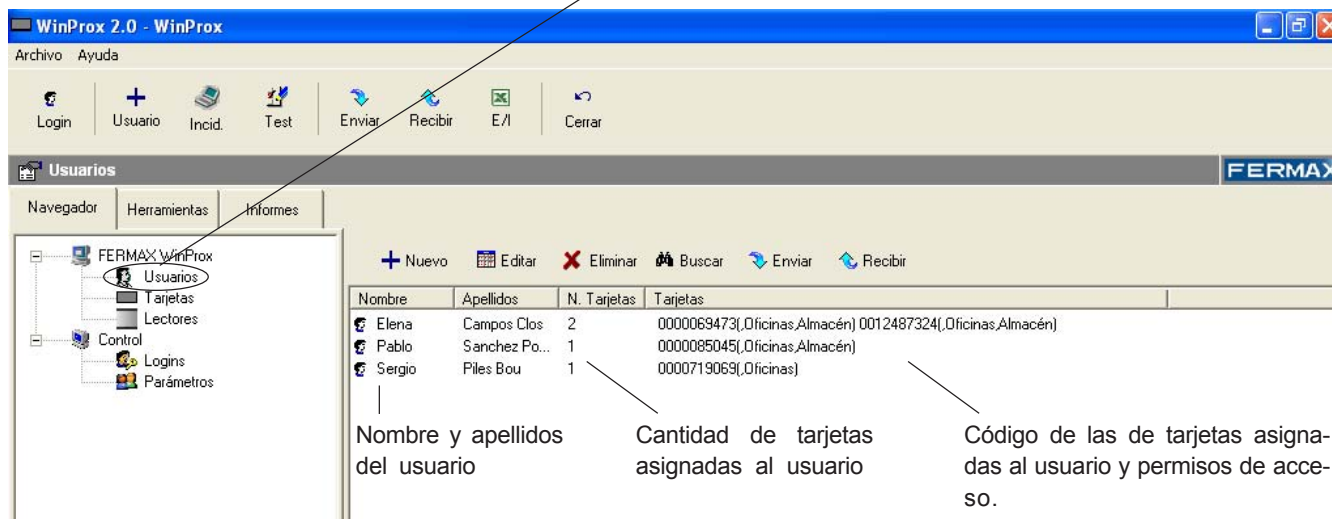 WinProx 2.0 - WinProx
Archivo Ayuda
Login Usuario Incid. Test Enviar Recibir E/I Cerrar
Usuarios FERMAX
Navegador Herramientas Informes
FERMAX WinProx
Usuarios
Tarjetas
Lectores
Control
Logins
Parámetros
Nuevo Editar Eliminar Buscar Enviar Recibir
Nombre Apellidos N. Tarjetas Tarjetas
Elena Campos Clos 2 0000069473(,Oficinas,Almacén) 0012487324(,Oficinas,Almacén)
Pablo Sanchez Po... 1 0000085045(,Oficinas,Almacén)
Sergio Piles Bou 1 0000719069(,Oficinas)
Nombre y apellidos
del usuario
Cantidad de tarjetas
asignadas al usuario
Código de las de tarjetas asigna-
das al usuario y permisos de acce-
so.